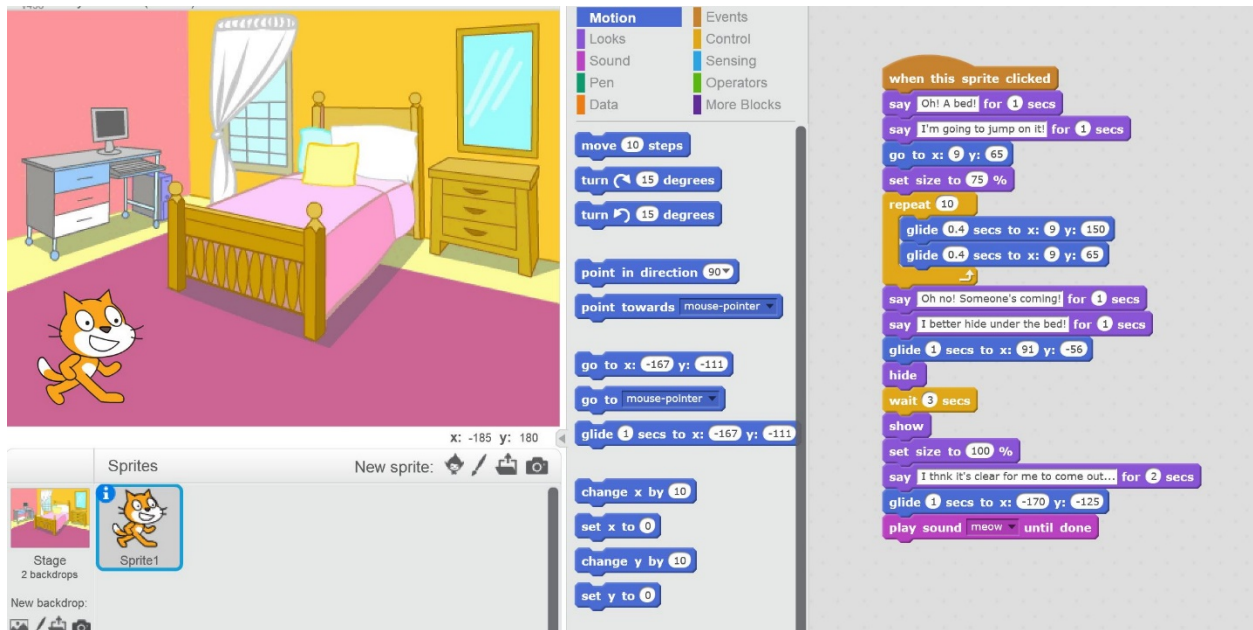 x: -185 y: 180
Sprites
New sprite:
Stage
2 backdrops
Sprite1
New backdrop:
Motion
Looks
Sound
Pen
Data
Events
Control
Sensing
Operators
More Blocks
move 10 steps
turn 15 degrees
turn 15 degrees
point in direction 90
point towards mouse-pointer
go to x: -167 y: -111
go to mouse-pointer
glide 1 secs to x: -167 y: -111
change x by 10
set x to 0
change y by 10
set y to 0
when this sprite clicked
say Oh! A bed! for 1 secs
say I'm going to jump on it! for 1 secs
go to x: 9 y: 65
set size to 75 %
repeat 10
glide 0.4 secs to x: 9 y: 150
glide 0.4 secs to x: 9 y: 65
say Oh no! Someone's coming! for 1 secs
say I better hide under the bed! for 1 secs
glide 1 secs to x: 91 y: -56
hide
wait 3 secs
show
set size to 100 %
say I thnk it's clear for me to come out... for 2 secs
glide 1 secs to x: -170 y: -125
play sound meow until done